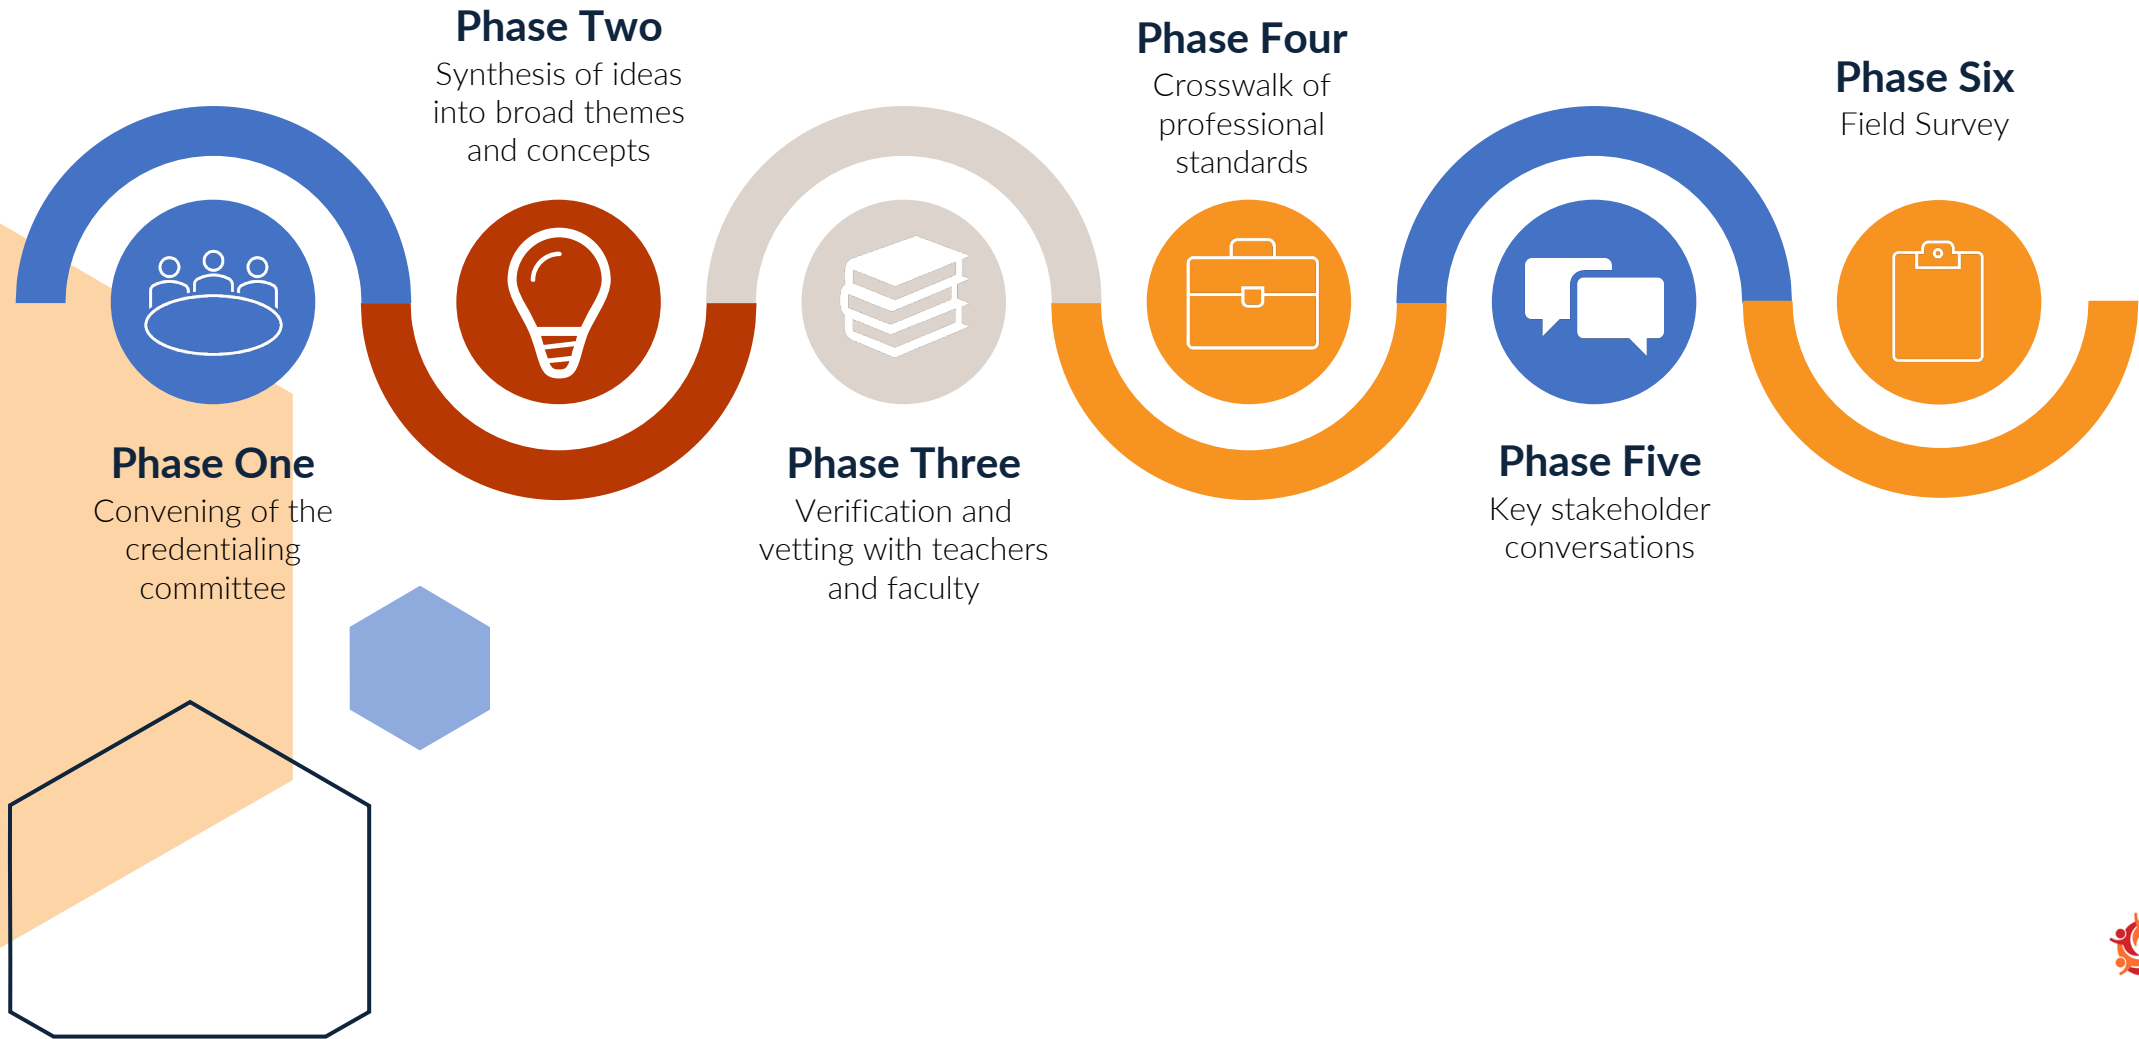 Phase One
Convening of the
credentialing
committee
Phase Two
Synthesis of ideas
into broad themes
and concepts
Phase Three
Verification and
vetting with teachers
and faculty
Phase Four
Crosswalk of
professional
standards
Phase Five
Key stakeholder
conversations
Phase Six
Field Survey